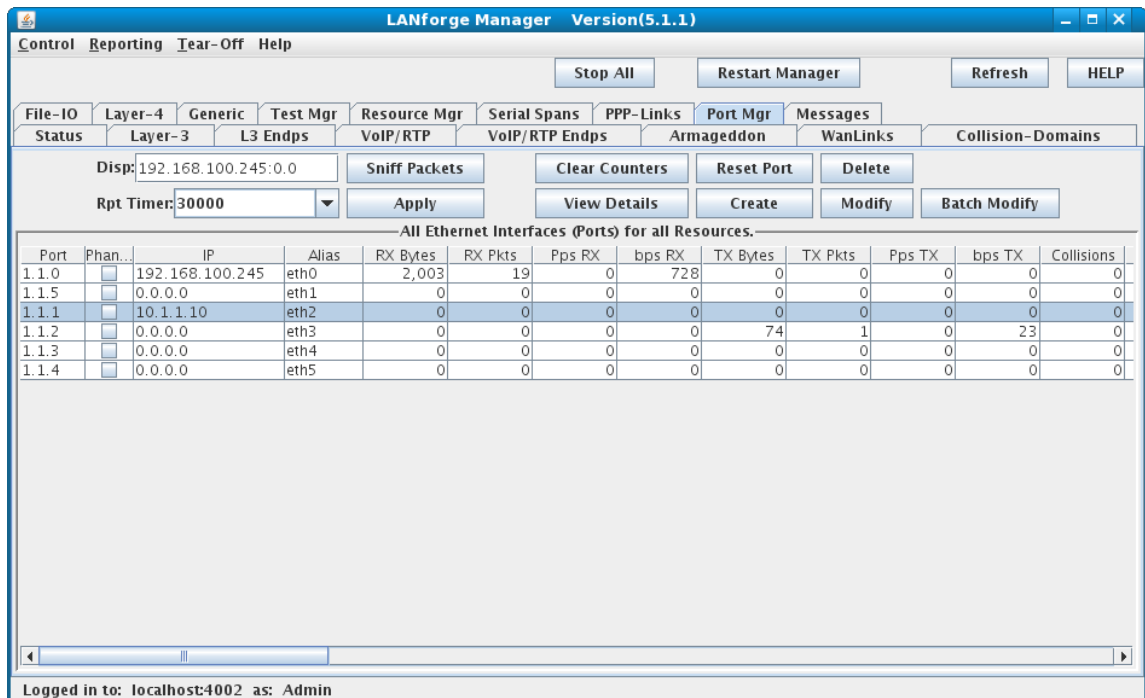 LANforge Manager Version(5.1.1)
Control Reporting Tear-Off Help
Stop All Restart Manager Refresh HELP
File-IO Layer-4 Generic Test Mgr Resource Mgr Serial Spans PPP-Links Port Mgr Messages
Status Layer-3 L3 Endps VoIP/RTP VoIP/RTP Endps Armageddon WanLinks Collision-Domains
Disp: 192.168.100.245:0.0 Sniff Packets Clear Counters Reset Port Delete
Rpt Timer: 30000 Apply View Details Create Modify Batch Modify
All Ethernet Interfaces (Ports) for all Resources.
Port Phan... IP Alias RX Bytes RX Pkts Pps RX bps RX TX Bytes TX Pkts Pps TX bps TX Collisions
1.1.0 192.168.100.245 eth0 2,003 19 0 728 0 0 0 0 0
1.1.5 0.0.0.0 eth1 0 0 0 0 0 0 0 0 0
1.1.1 10.1.1.10 eth2 0 0 0 0 0 0 0 0 0
1.1.2 0.0.0.0 eth3 0 0 0 0 74 1 0 23 0
1.1.3 0.0.0.0 eth4 0 0 0 0 0 0 0 0 0
1.1.4 0.0.0.0 eth5 0 0 0 0 0 0 0 0 0
Logged in to: localhost:4002 as: Admin